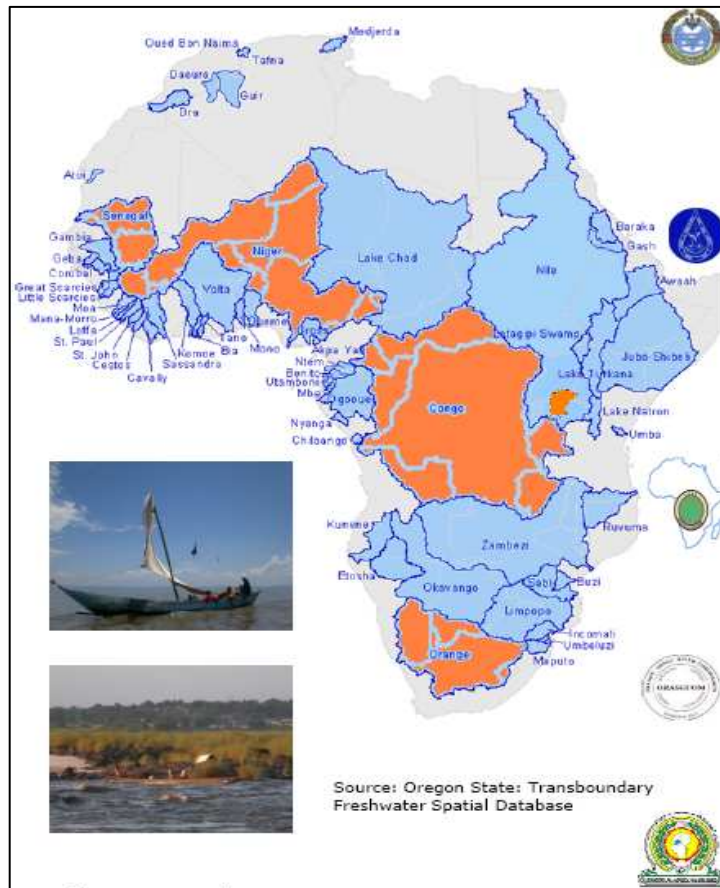 Medjerda
Oued Bon Naima
Tafna
Daoura
Guir
Dra
Atui
Senegal
Gambia
Geba
Corubal
Great Scarcies
Little Scarcies
Moa
Mana-Morro
Loffa
St. Paul
St. John
Cestos
Cavally
Sassandra
Komoe
Bia
Tano
Mono
Volta
Niger
Lake Chad
Nile
Baraka
Gash
Awash
Lotagipi Swamp
Juba Shibeli
Lake Turkana
Lake Natron
Umba
Akpa Yafi
Ntem
Benito
Utamboni
Mbe
Ogooue
Nyanga
Chiloango
Congo
Ruvuma
Zambezi
Kunene
Etosha
Okavango
Sabi
Buzi
Limpopo
Incomati
Umbeluzi
Maputo
Orange
ORASECOM
Source: Oregon State: Transboundary
Freshwater Spatial Database